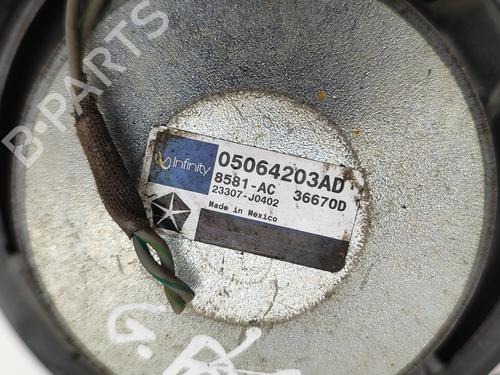 B-PARTS
Infinity
05064203AD
8581-AC 36670D
23307-J0402
Made in Mexico